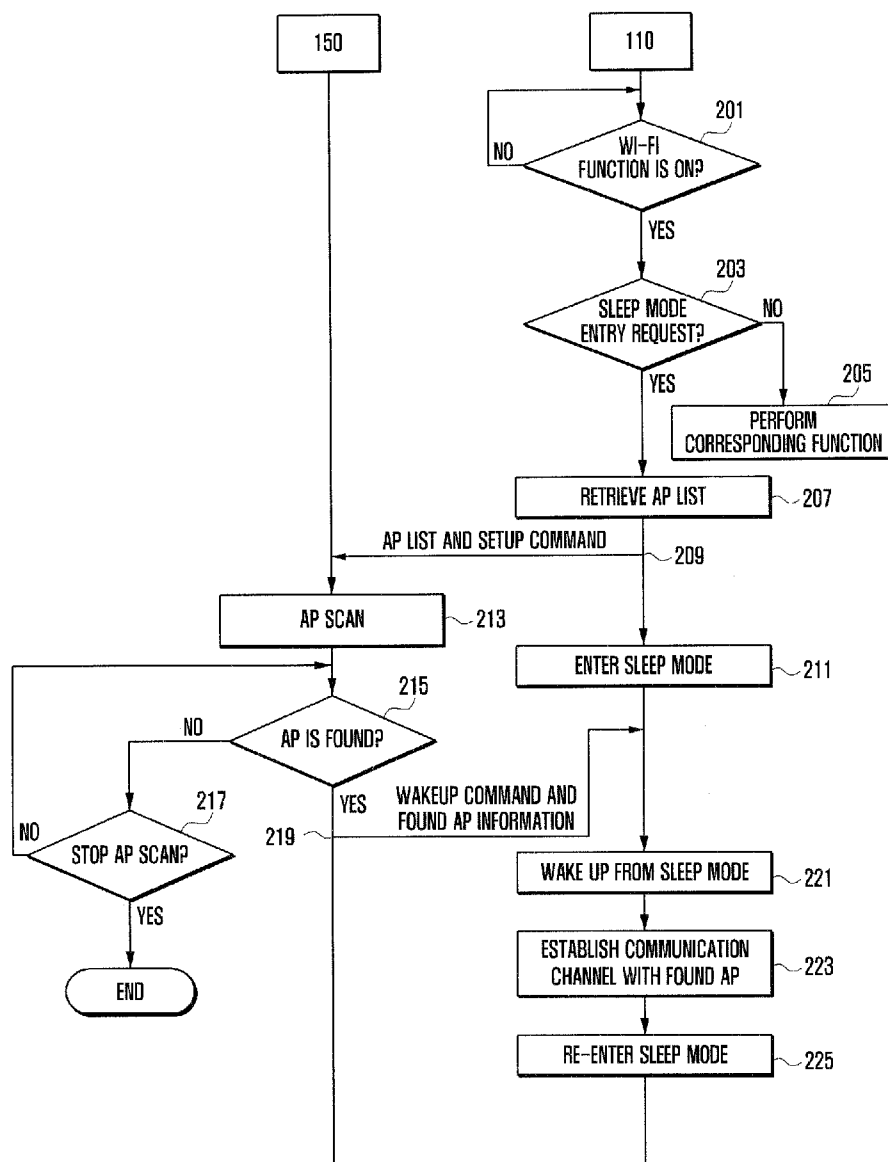 150
110
201
WI-FI
FUNCTION IS ON?
NO
YES
203
SLEEP MODE
ENTRY REQUEST?
NO
YES
205
PERFORM
CORRESPONDING FUNCTION
RETRIEVE AP LIST
207
AP LIST AND SETUP COMMAND
209
AP SCAN
213
ENTER SLEEP MODE
211
215
AP IS FOUND?
NO
YES
WAKEUP COMMAND AND
FOUND AP INFORMATION
219
217
STOP AP SCAN?
NO
YES
END
WAKE UP FROM SLEEP MODE
221
ESTABLISH COMMUNICATION
CHANNEL WITH FOUND AP
223
RE-ENTER SLEEP MODE
225